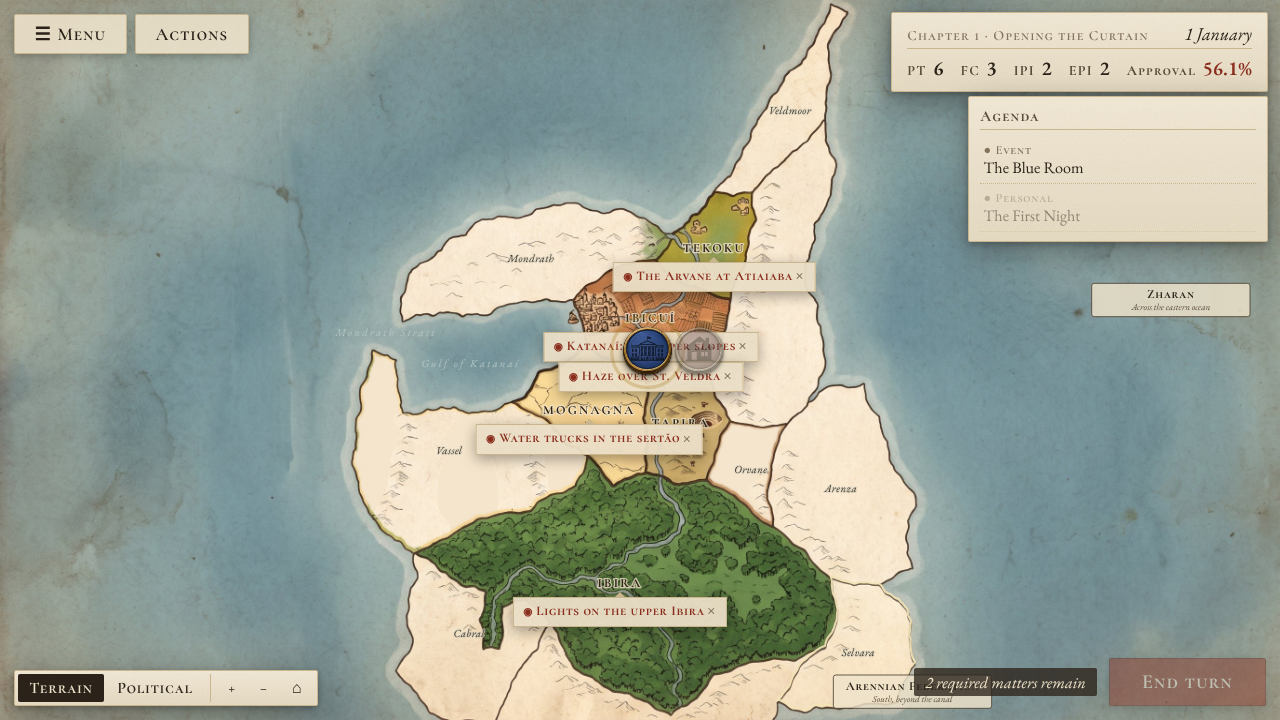 ☰ Menu
Actions
Chapter 1 · Opening the Curtain
1 January
PT 6 FC 3 IPI 2 EPI 2 Approval 56.1%
Agenda
Event
The Blue Room
Personal
The First Night
Veldmoor
Mondrath
TEKOKU
The Arvane at Atiaiaba ×
Zharan
Across the eastern ocean
IBICUÍ
Mondrath Strait
Gulf of Katanaí
Katanaí: slopes ×
Haze over St. Veldra ×
MOGNAGNA
TAPIRA
Water trucks in the sertão ×
Vassel
Orvane
Arenza
IBIRA
Lights on the upper Ibira ×
Cabral
Selvara
Arennian
South, beyond the canal
2 required matters remain
End turn
Terrain
Political
+
−
⌂